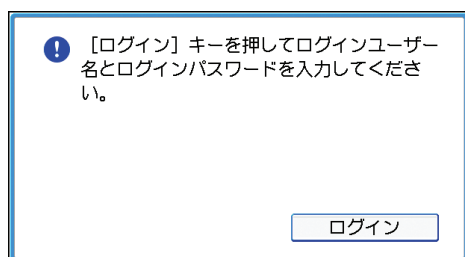 ［ログイン］キーを押してログインユーザー
名とログインパスワードを入力してくださ
い。
ログイン